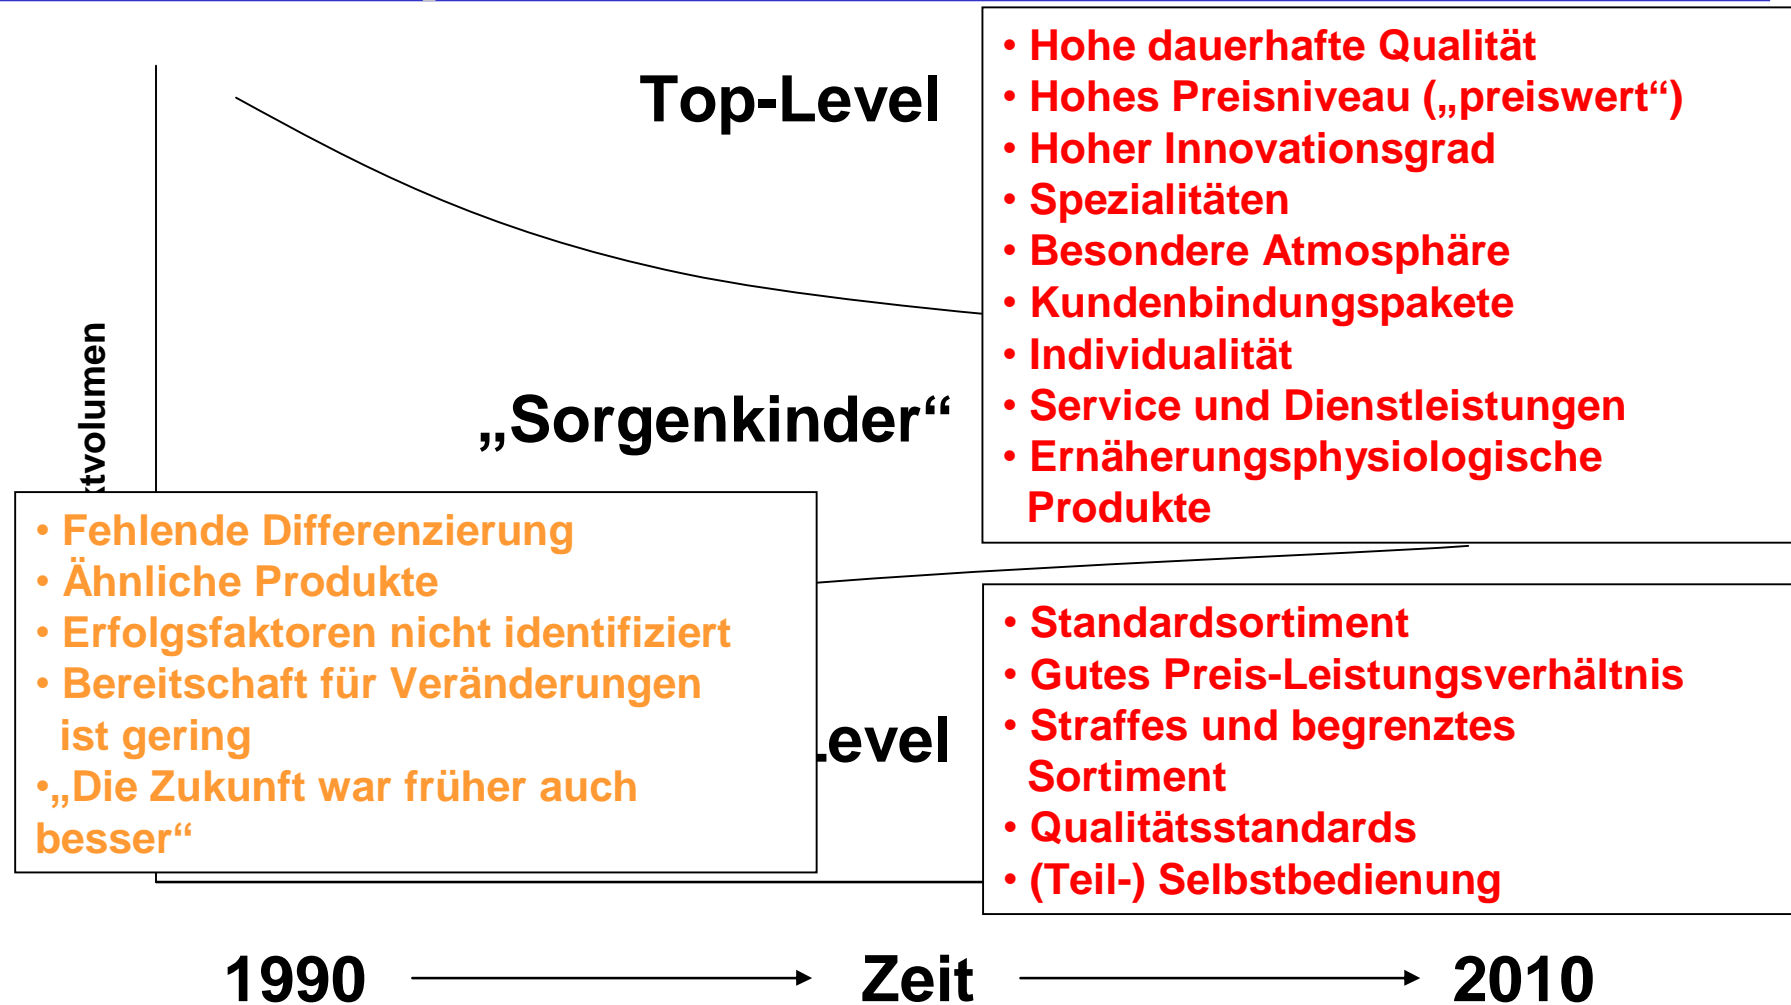 Top-Level
• Hohe dauerhafte Qualität
• Hohes Preisniveau („preiswert“)
• Hoher Innovationsgrad
• Spezialitäten
• Besondere Atmosphäre
• Kundenbindungspakete
• Individualität
• Service und Dienstleistungen
• Ernäherungsphysiologische
Produkte
„Sorgenkinder“
tvolumen
• Fehlende Differenzierung
• Ähnliche Produkte
• Erfolgsfaktoren nicht identifiziert
• Bereitschaft für Veränderungen
ist gering
•„Die Zukunft war früher auch
besser“
Level
• Standardsortiment
• Gutes Preis-Leistungsverhältnis
• Straffes und begrenztes
Sortiment
• Qualitätsstandards
• (Teil-) Selbstbedienung
1990 Zeit 2010